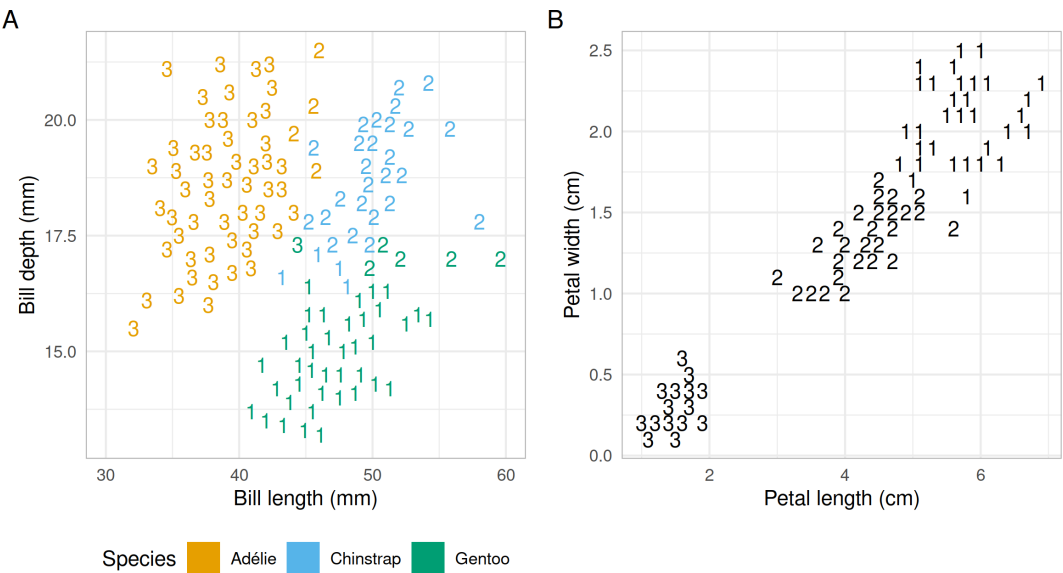 A
B
Bill depth (mm)
20.0
17.5
15.0
30 40 50 60
Bill length (mm)
Petal width (cm)
2.5
2.0
1.5
1.0
0.5
0.0
2 4 6
Petal length (cm)
Species Adélie Chinstrap Gentoo